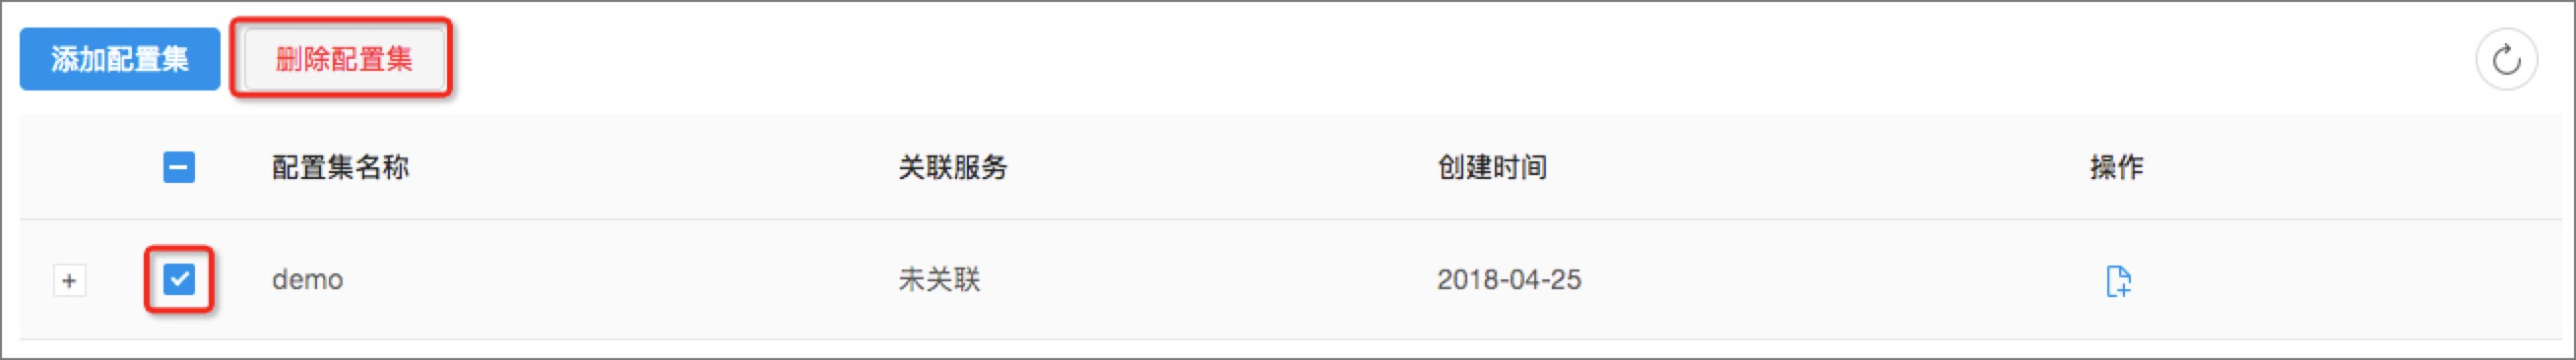 添加配置集 删除配置集
配置集名称 关联服务 创建时间 操作
demo 未关联 2018-04-25